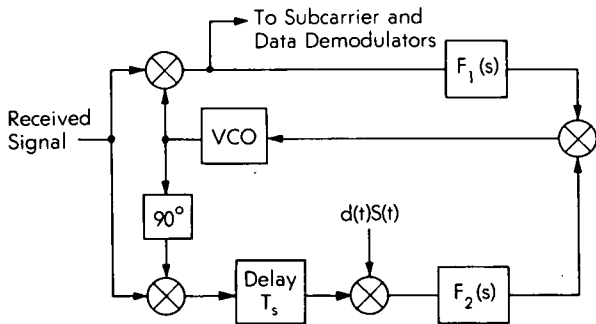 To Subcarrier and
Data Demodulators
F₁(s)
Received
Signal
VCO
90°
d(t)S(t)
Delay
Tₛ
F₂(s)